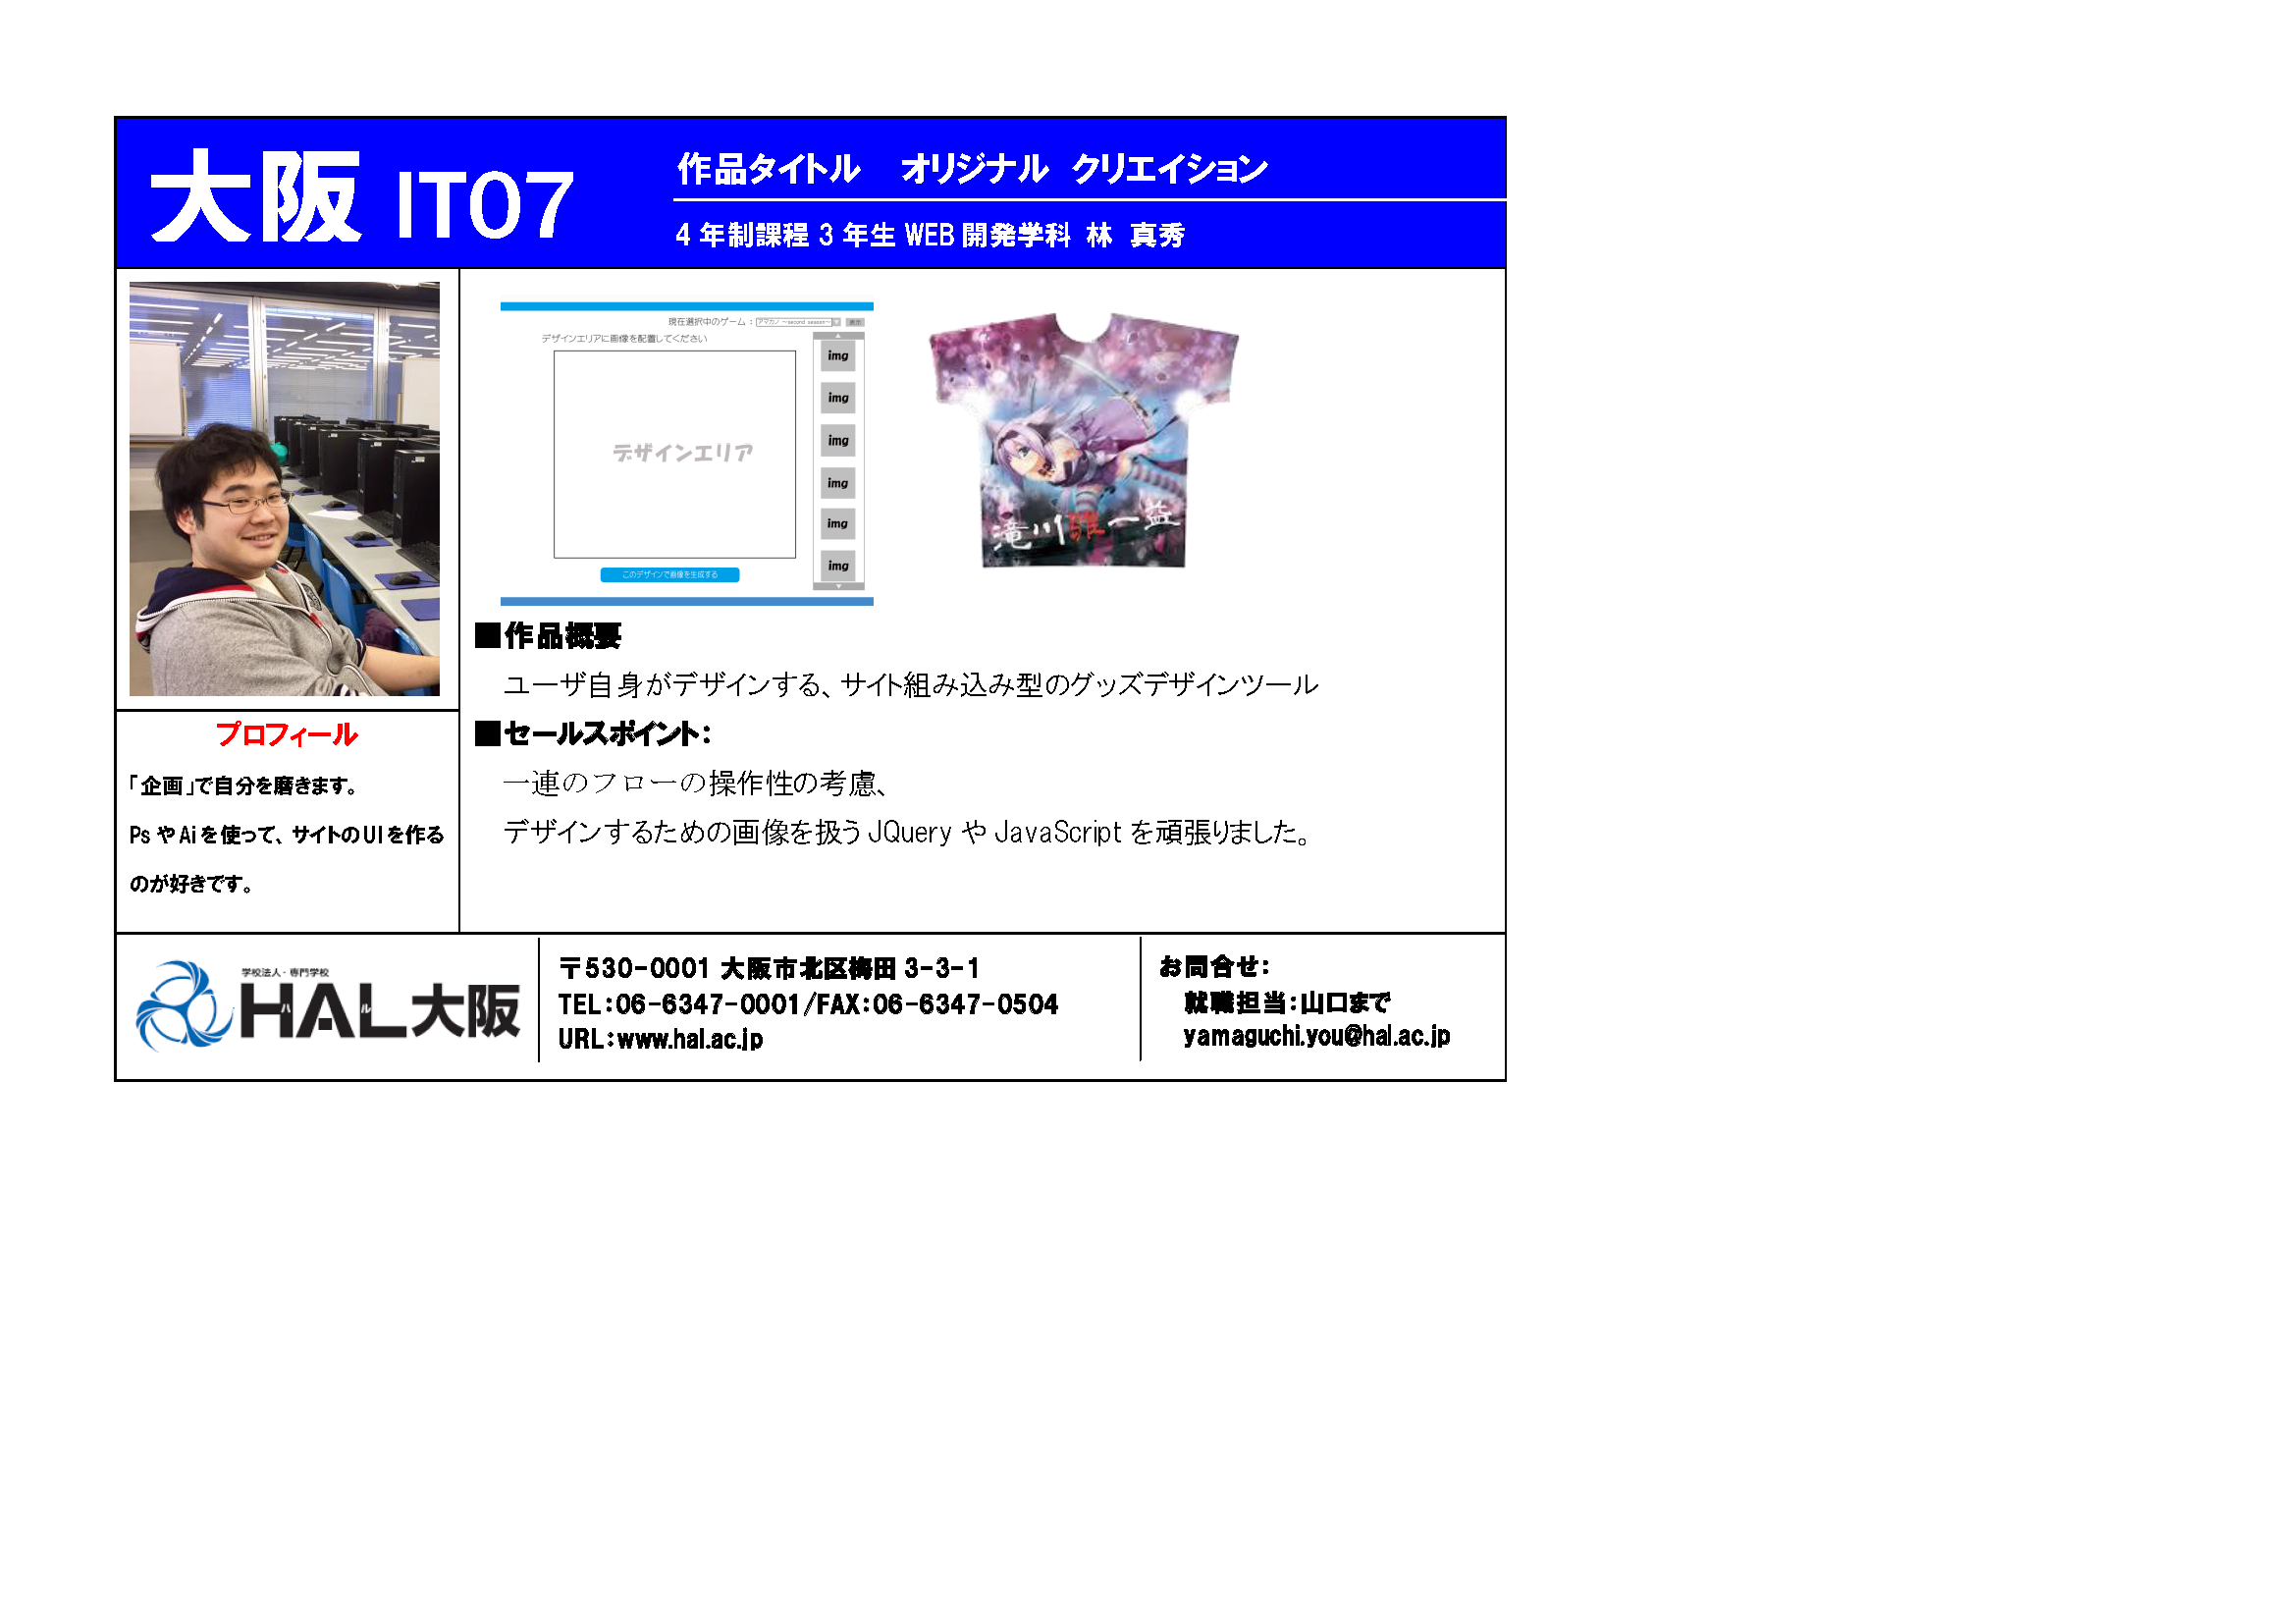 大阪 IT07
作品タイトル　オリジナル クリエイション
4 年制課程 3 年生 WEB 開発学科 林 真秀
現在選択中のゲーム：アマカノ ～second season～ 表示
デザインエリアに画像を配置してください
デザインエリア
img
img
img
img
img
img
このデザインで画像を生成する
滝川 一益
■作品概要
ユーザ自身がデザインする、サイト組み込み型のグッズデザインツール
■セールスポイント：
一連のフローの操作性の考慮、
デザインするための画像を扱う JQuery や JavaScript を頑張りました。
プロフィール
「企画」で自分を磨きます。
Ps や Ai を使って、サイトの UI を作る
のが好きです。
学校法人・専門学校
HAL大阪
ハ ル
〒530-0001 大阪市北区梅田 3-3-1
TEL：06-6347-0001/FAX：06-6347-0504
URL：www.hal.ac.jp
お問合せ：
就職担当：山口まで
yamaguchi.you@hal.ac.jp